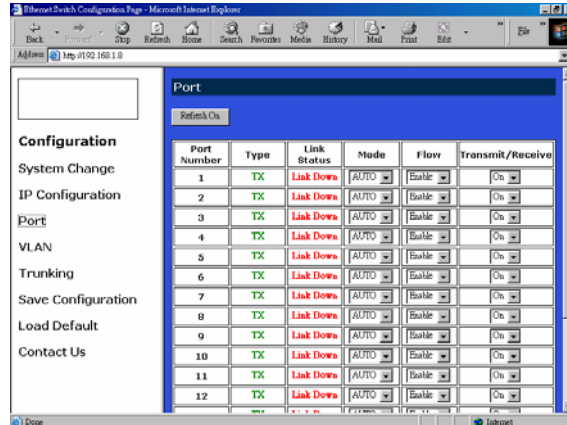 Ethernet Switch Configuration Page - Microsoft Internet Explorer
Back Forward Stop Refresh Home Search Favorites Media History Mail Print Edit File
Address http://192.168.1.8
Port
Refresh On
Configuration
System Change
IP Configuration
Port
VLAN
Trunking
Save Configuration
Load Default
Contact Us
Port Number Type Link Status Mode Flow Transmit/Receive
1 TX Link Down AUTO Enable On
2 TX Link Down AUTO Enable On
3 TX Link Down AUTO Enable On
4 TX Link Down AUTO Enable On
5 TX Link Down AUTO Enable On
6 TX Link Down AUTO Enable On
7 TX Link Down AUTO Enable On
8 TX Link Down AUTO Enable On
9 TX Link Down AUTO Enable On
10 TX Link Down AUTO Enable On
11 TX Link Down AUTO Enable On
12 TX Link Down AUTO Enable On
Done Internet